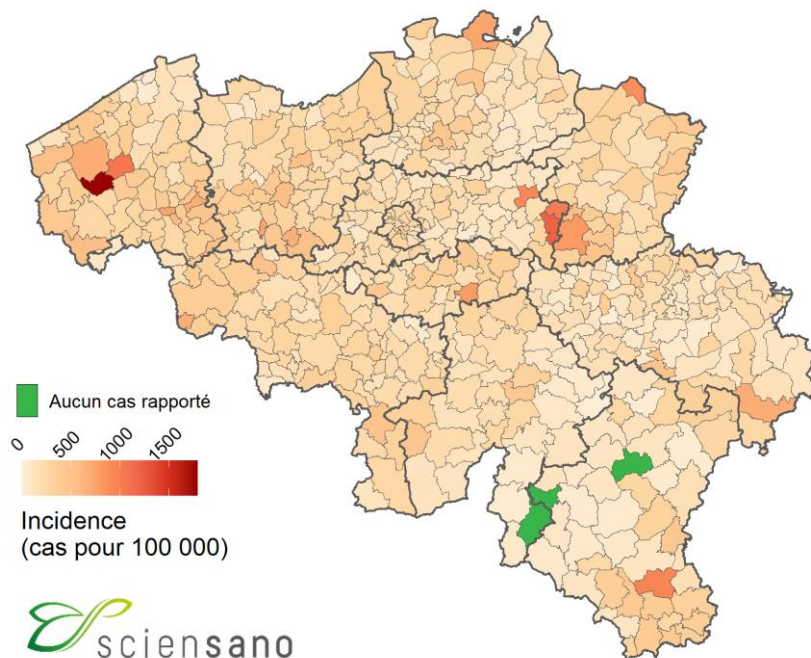 Aucun cas rapporté
0 500 1000 1500
Incidence
(cas pour 100 000)
sciensano